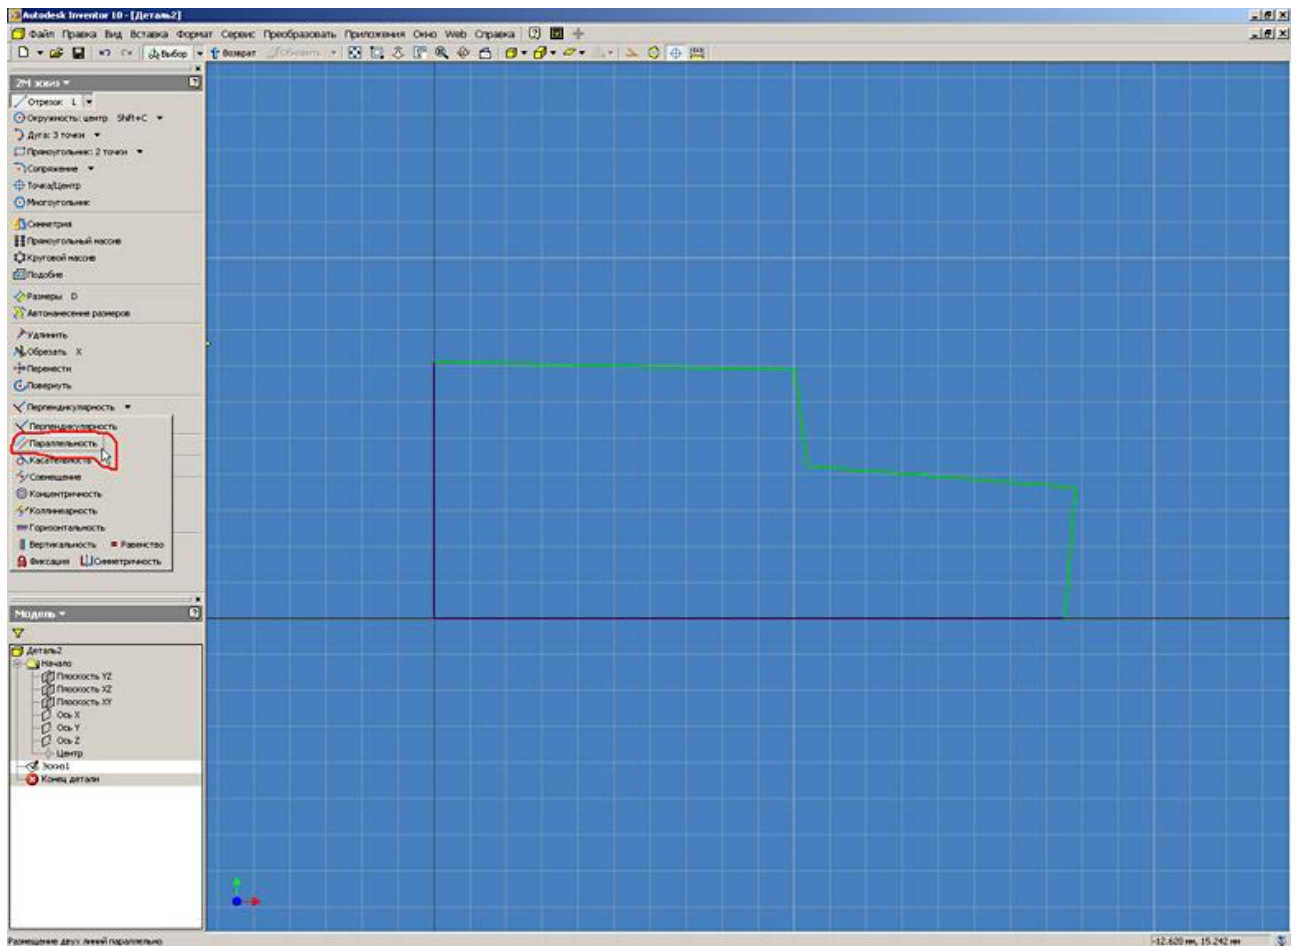 Autodesk Inventor 10 - [Деталь2]
Файл Правка Вид Вставка Формат Сервис Преобразовать Приложения Окно Web Справка
Выбор Возврат Обновить
2М эскиз
Отрезок L
Окружность: центр Shift+C
Дуга: 3 точки
Прямоугольник: 2 точки
Сопряжение
Точка/Центр
Многоугольник
Симметрия
Прямоугольный массив
Круговой массив
Подобие
Размеры D
Автонанесение размеров
Удлинить
Обрезать X
Перенести
Повернуть
Перпендикулярность
Перпендикулярность
Параллельность
Касательность
Совмещение
Концентричность
Коллинеарность
Горизонтальность
Вертикальность Равенство
Фиксация Симметричность
Модель
Деталь2
Начало
Плоскость YZ
Плоскость XZ
Плоскость XY
Ось X
Ось Y
Ось Z
Центр
Эскиз1
Конец детали
Размещение двух линий параллельно
-12.620 мм, 15.242 мм